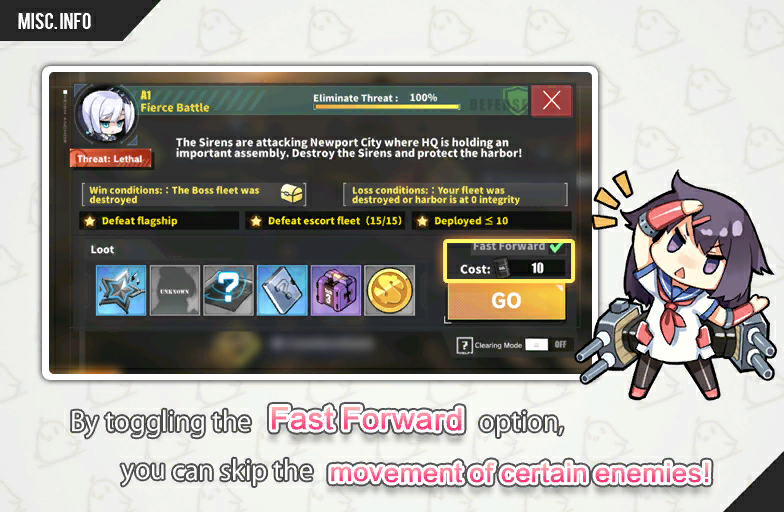 MISC.INFO
A1
Fierce Battle
Eliminate Threat : 100%
DEFENSE
Threat: Lethal
The Sirens are attacking Newport City where HQ is holding an
important assembly. Destroy the Sirens and protect the harbor!
Win conditions: : The Boss fleet was
destroyed
Loss conditions: : Your fleet was
destroyed or harbor is at 0 integrity
Defeat flagship
Defeat escort fleet (15/15)
Deployed ≤ 10
Loot
UNKNOWN
?
Fast Forward
Cost: 10
GO
? Clearing Mode OFF
By toggling the Fast Forward option,
you can skip the movement of certain enemies!